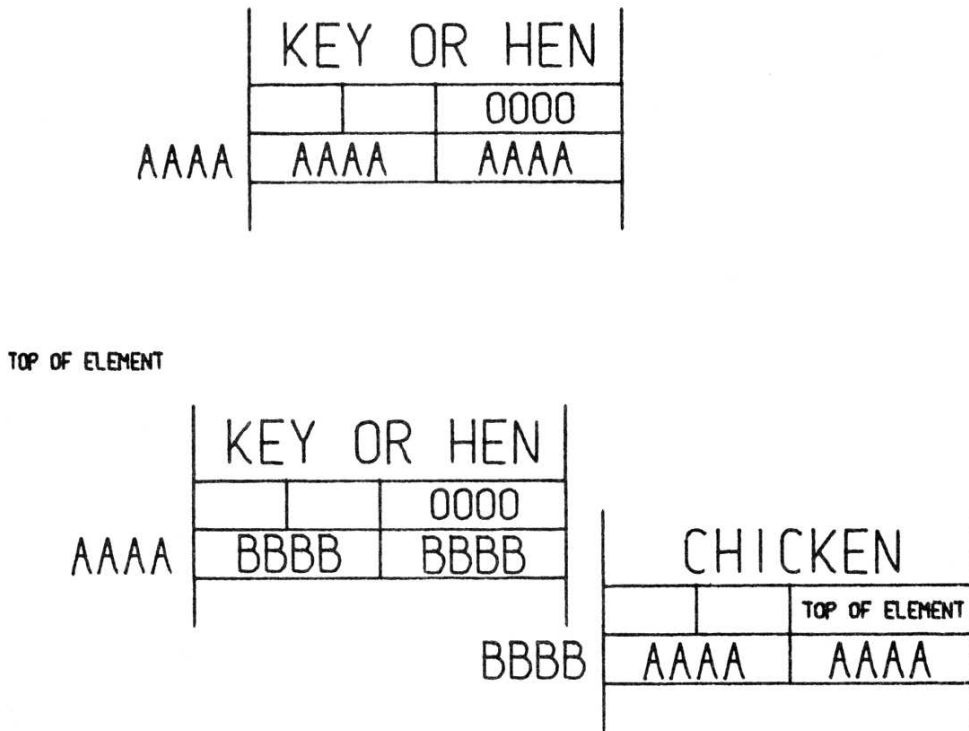 KEY OR HEN
0000
AAAA AAAA AAAA
TOP OF ELEMENT
KEY OR HEN
0000
AAAA BBBB BBBB
CHICKEN
TOP OF ELEMENT
BBBB AAAA AAAA